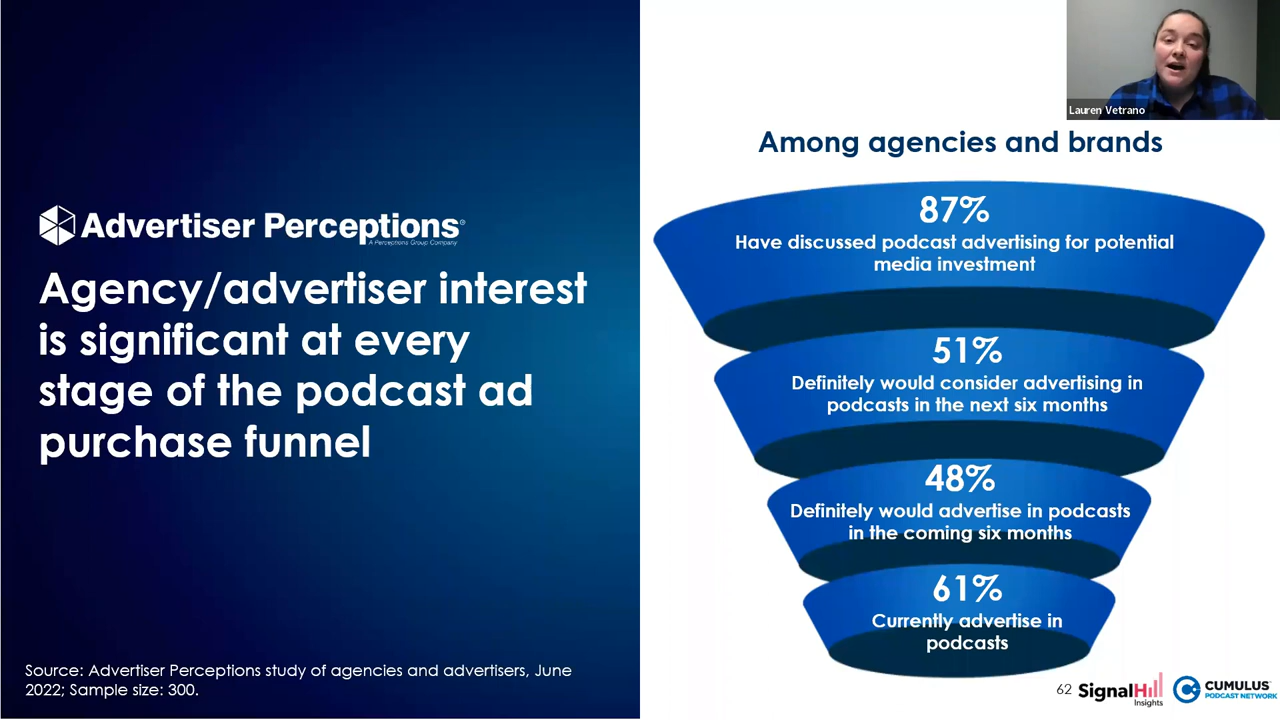 Lauren Vetrano
Advertiser Perceptions®
A Perceptions Group Company
Agency/advertiser interest
is significant at every
stage of the podcast ad
purchase funnel
Source: Advertiser Perceptions study of agencies and advertisers, June
2022; Sample size: 300.
Among agencies and brands
87%
Have discussed podcast advertising for potential
media investment
51%
Definitely would consider advertising in
podcasts in the next six months
48%
Definitely would advertise in podcasts
in the coming six months
61%
Currently advertise in
podcasts
62
SignalHill
Insights
CUMULUS
PODCAST NETWORK